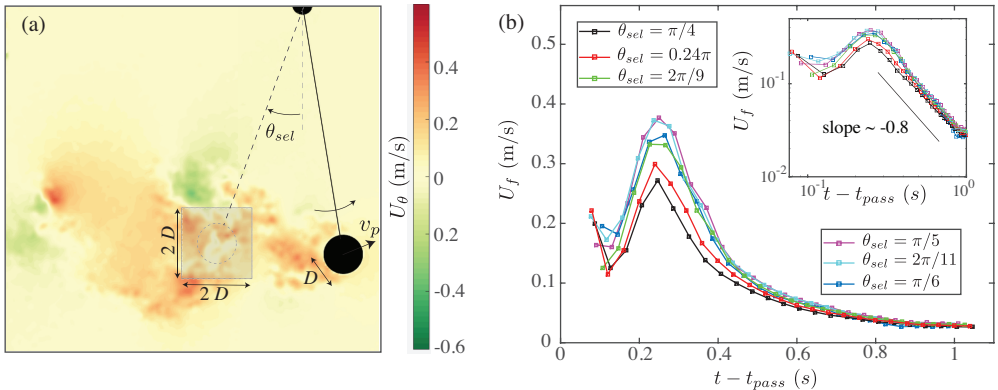 (a)
θ_sel
2 D
2 D
D
v_p
0.4
0.2
0
-0.2
-0.4
-0.6
U_θ (m/s)
(b)
0.5
0.4
0.3
0.2
0.1
0
U_f (m/s)
θ_sel = π/4
θ_sel = 0.24π
θ_sel = 2π/9
10^-1
10^-2
U_f (m/s)
slope ~ -0.8
10^-1
10^0
t − t_pass (s)
θ_sel = π/5
θ_sel = 2π/11
θ_sel = π/6
0
0.2
0.4
0.6
0.8
1
t − t_pass (s)